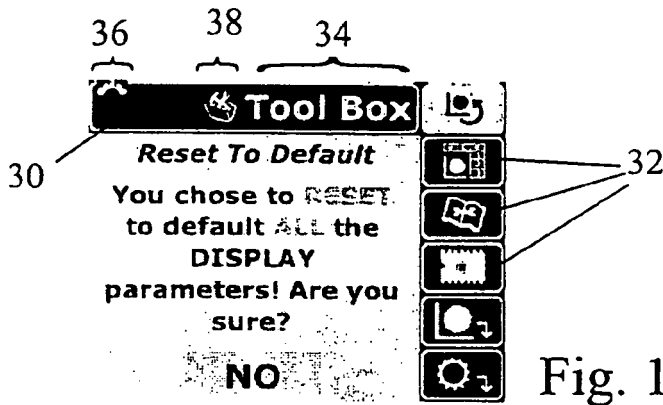 36 38 34
Tool Box
30
Reset To Default
32
You chose to RESET
to default ALL the
DISPLAY
parameters! Are you
sure?
NO
Fig. 1